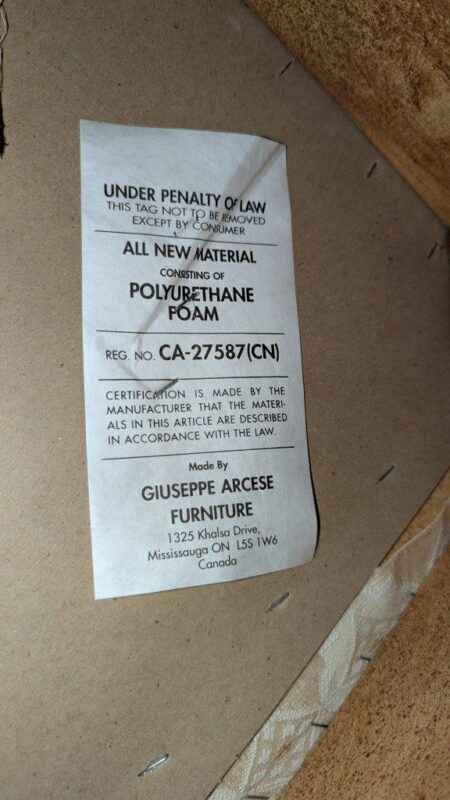 UNDER PENALTY OF LAW
THIS TAG NOT TO BE REMOVED
EXCEPT BY CONSUMER
ALL NEW MATERIAL
CONSISTING OF
POLYURETHANE
FOAM
REG. NO. CA-27587(CN)
CERTIFICATION IS MADE BY THE
MANUFACTURER THAT THE MATERI-
ALS IN THIS ARTICLE ARE DESCRIBED
IN ACCORDANCE WITH THE LAW.
Made By
GIUSEPPE ARCESE
FURNITURE
1325 Khalsa Drive,
Mississauga ON L5S 1W6
Canada